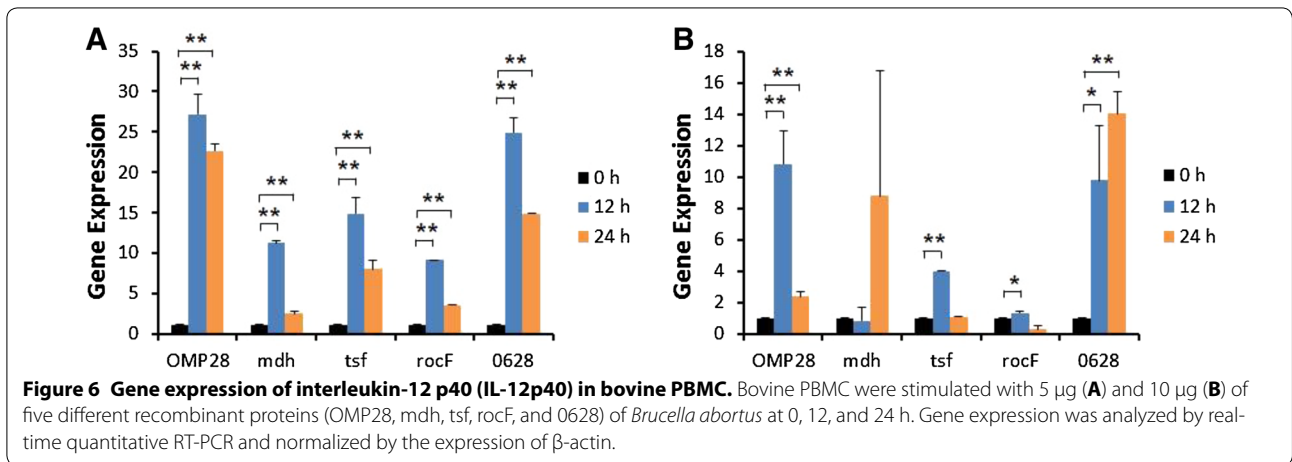 A
Gene Expression
35
30
25
20
15
10
5
0
** ** ** ** ** ** ** ** ** **
OMP28 mdh tsf rocF 0628
0 h
12 h
24 h
B
Gene Expression
18
16
14
12
10
8
6
4
2
0
** ** ** * ** *
OMP28 mdh tsf rocF 0628
0 h
12 h
24 h
Figure 6 Gene expression of interleukin-12 p40 (IL-12p40) in bovine PBMC. Bovine PBMC were stimulated with 5 µg (A) and 10 µg (B) of
five different recombinant proteins (OMP28, mdh, tsf, rocF, and 0628) of Brucella abortus at 0, 12, and 24 h. Gene expression was analyzed by real-
time quantitative RT-PCR and normalized by the expression of β-actin.